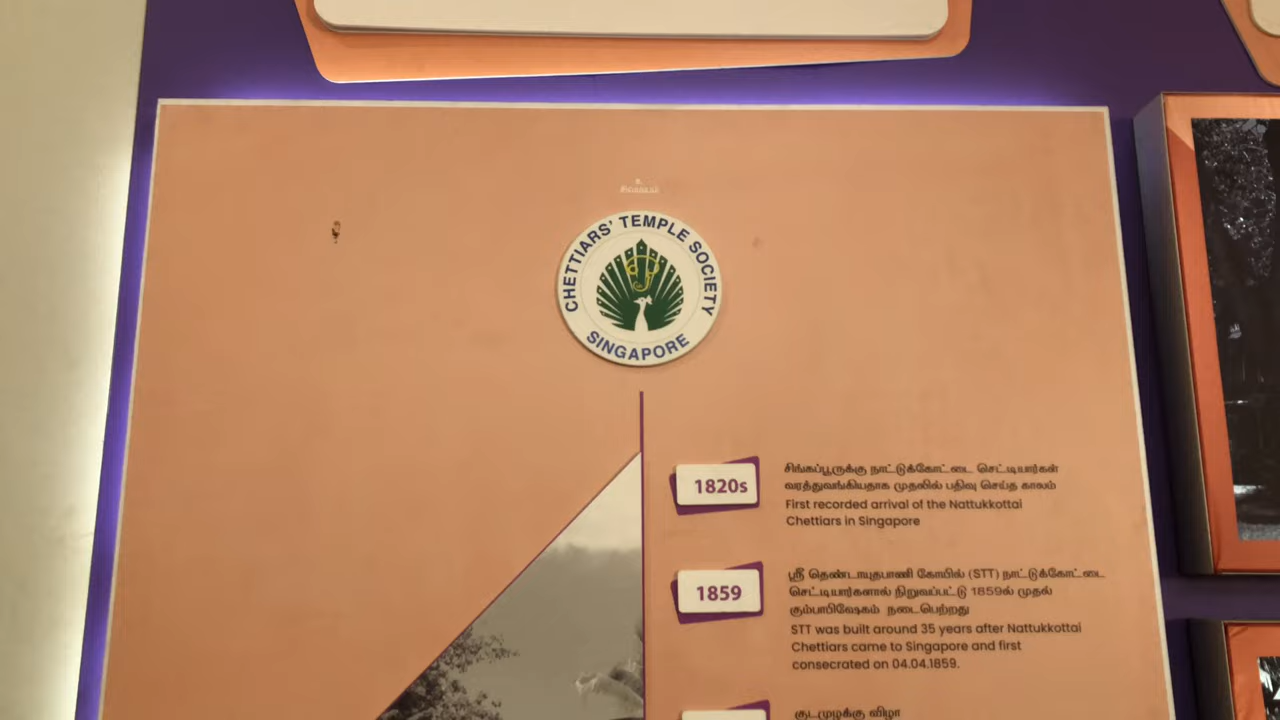 உ
சிவமயம்
CHETTIARS' TEMPLE SOCIETY
SINGAPORE
1820s
சிங்கப்பூருக்கு நாட்டுக்கோட்டை செட்டியார்கள்
வரத்துவங்கியதாக முதலில் பதிவு செய்த காலம்
First recorded arrival of the Nattukkottai
Chettiars in Singapore
1859
ஸ்ரீ தெண்டாயுதபாணி கோயில் (STT) நாட்டுக்கோட்டை
செட்டியார்களால் நிறுவப்பட்டு 1859ல் முதல்
கும்பாபிஷேகம் நடைபெற்றது
STT was built around 35 years after Nattukkottai
Chettiars came to Singapore and first
consecrated on 04.04.1859.
குடமுழுக்கு விழா